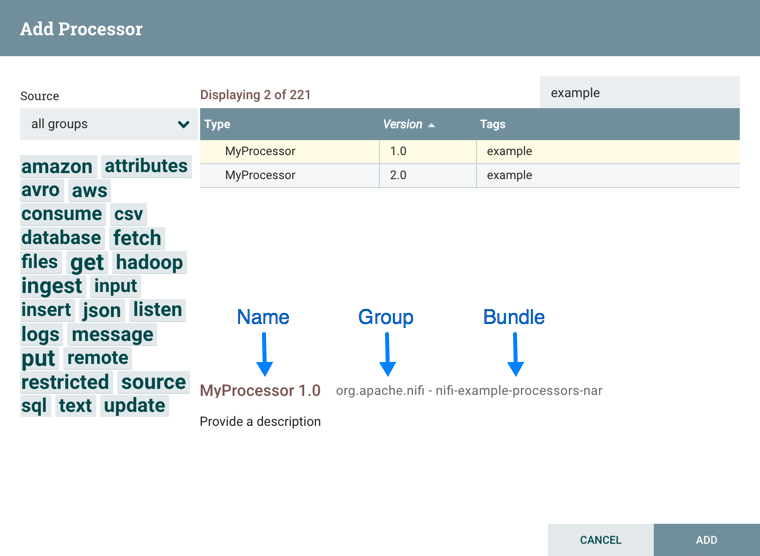 Add Processor
Source
Displaying 2 of 221
example
all groups
Type Version Tags
MyProcessor 1.0 example
MyProcessor 2.0 example
amazon attributes
avro aws
consume csv
database fetch
files get hadoop
ingest input
insert json listen
logs message
put remote
restricted source
sql text update
Name Group Bundle
MyProcessor 1.0 org.apache.nifi - nifi-example-processors-nar
Provide a description
CANCEL ADD